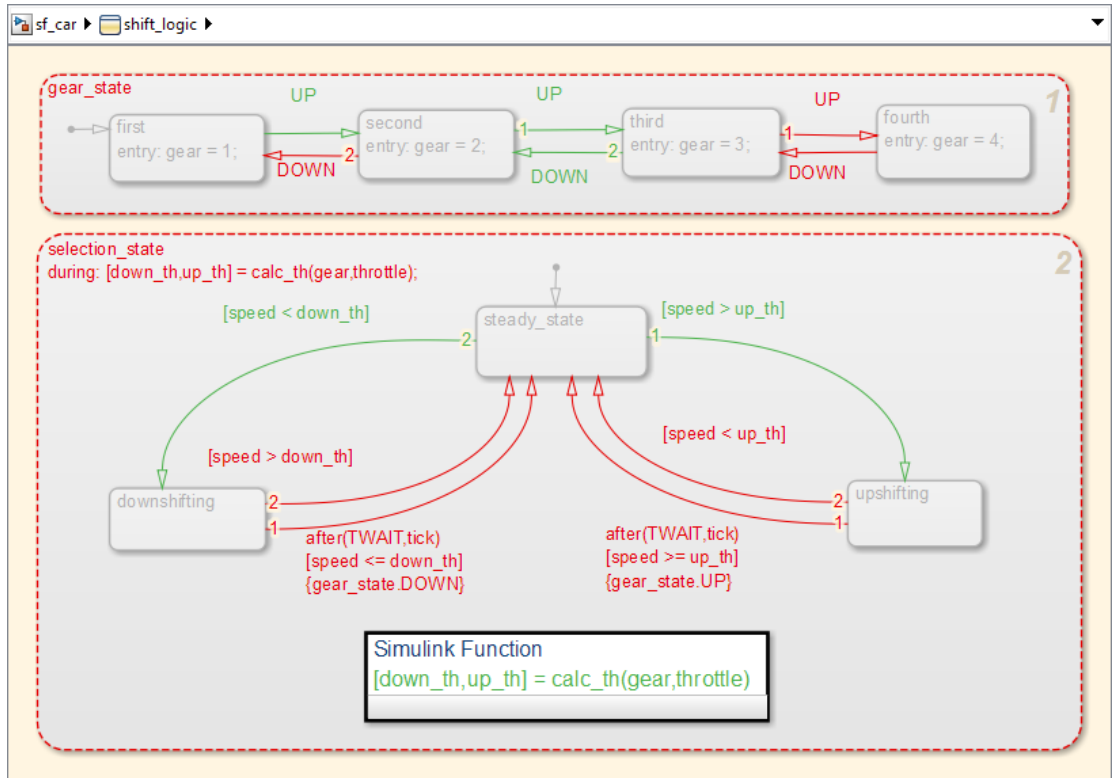 sf_car shift_logic
gear_state
1
UP
UP
UP
first
entry: gear = 1;
second
entry: gear = 2;
third
entry: gear = 3;
fourth
entry: gear = 4;
1
1
2
2
DOWN
DOWN
DOWN
selection_state
during: [down_th,up_th] = calc_th(gear,throttle);
2
[speed < down_th]
steady_state
[speed > up_th]
2
1
[speed > down_th]
[speed < up_th]
downshifting
2
1
upshifting
2
1
after(TWAIT,tick)
[speed <= down_th]
{gear_state.DOWN}
after(TWAIT,tick)
[speed >= up_th]
{gear_state.UP}
Simulink Function
[down_th,up_th] = calc_th(gear,throttle)